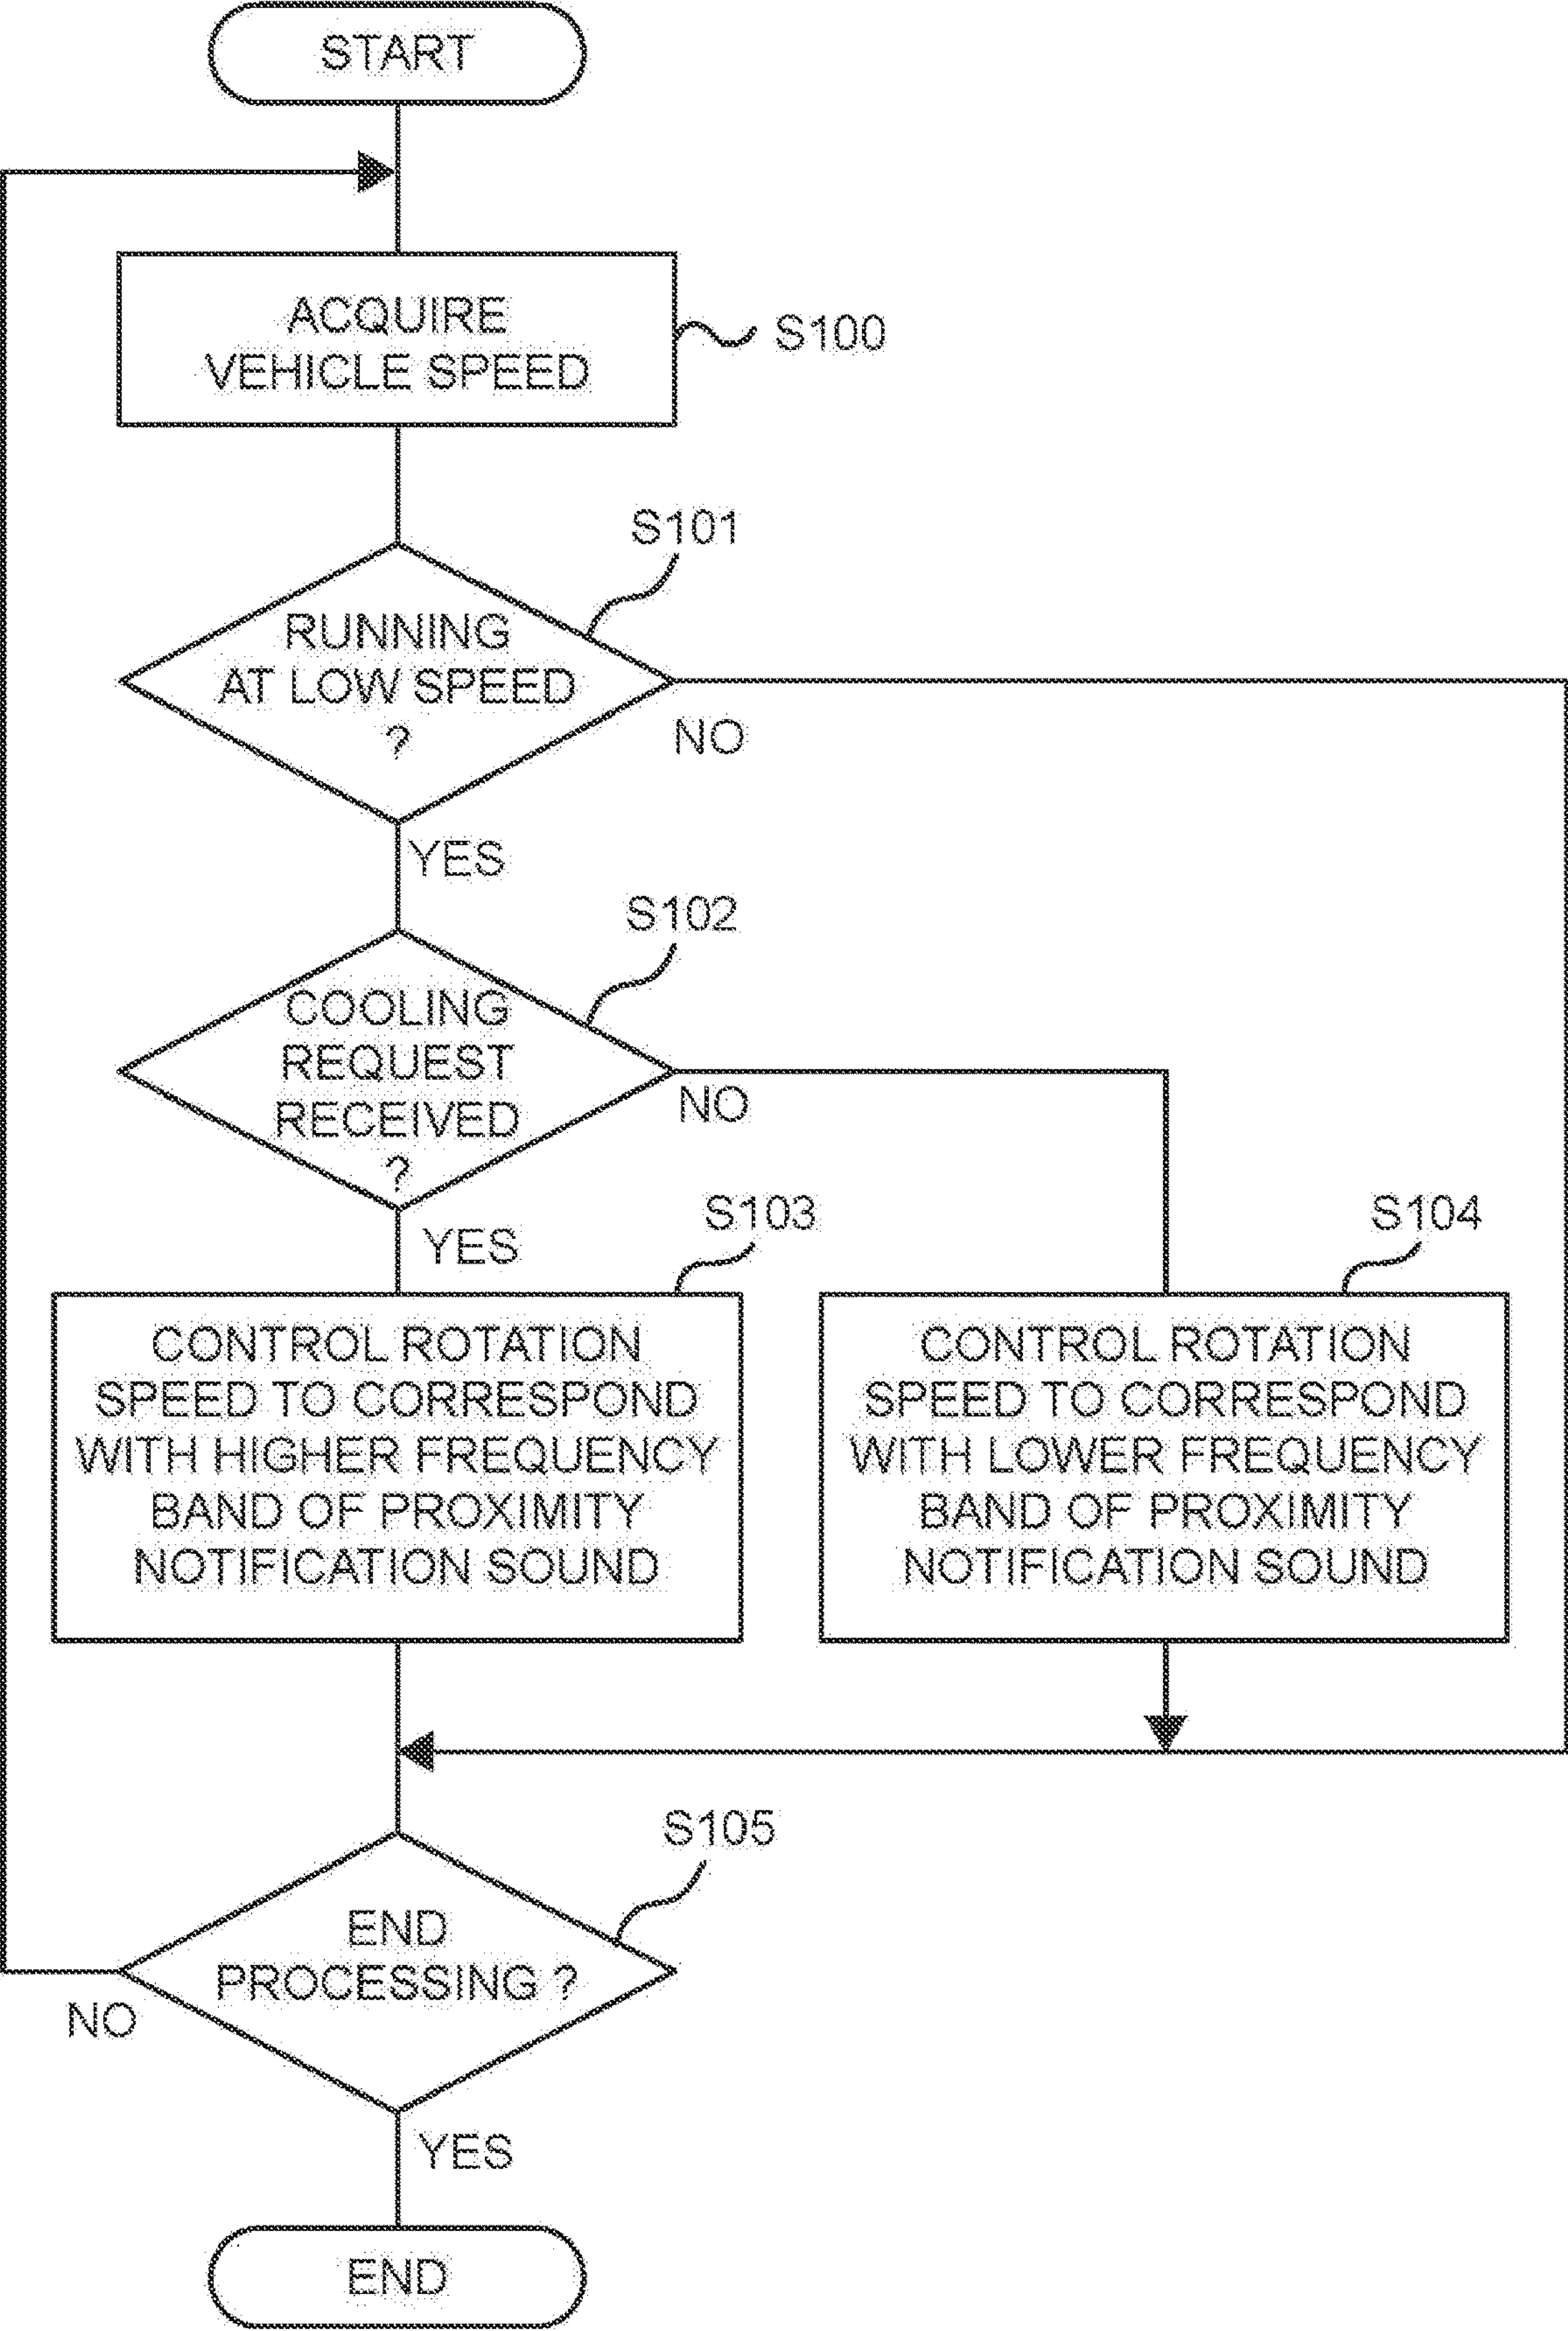 START
ACQUIRE
VEHICLE SPEED
S100
S101
RUNNING
AT LOW SPEED
?
NO
YES
S102
COOLING
REQUEST
RECEIVED
?
NO
YES
S103
CONTROL ROTATION
SPEED TO CORRESPOND
WITH HIGHER FREQUENCY
BAND OF PROXIMITY
NOTIFICATION SOUND
S104
CONTROL ROTATION
SPEED TO CORRESPOND
WITH LOWER FREQUENCY
BAND OF PROXIMITY
NOTIFICATION SOUND
S105
END
PROCESSING ?
NO
YES
END